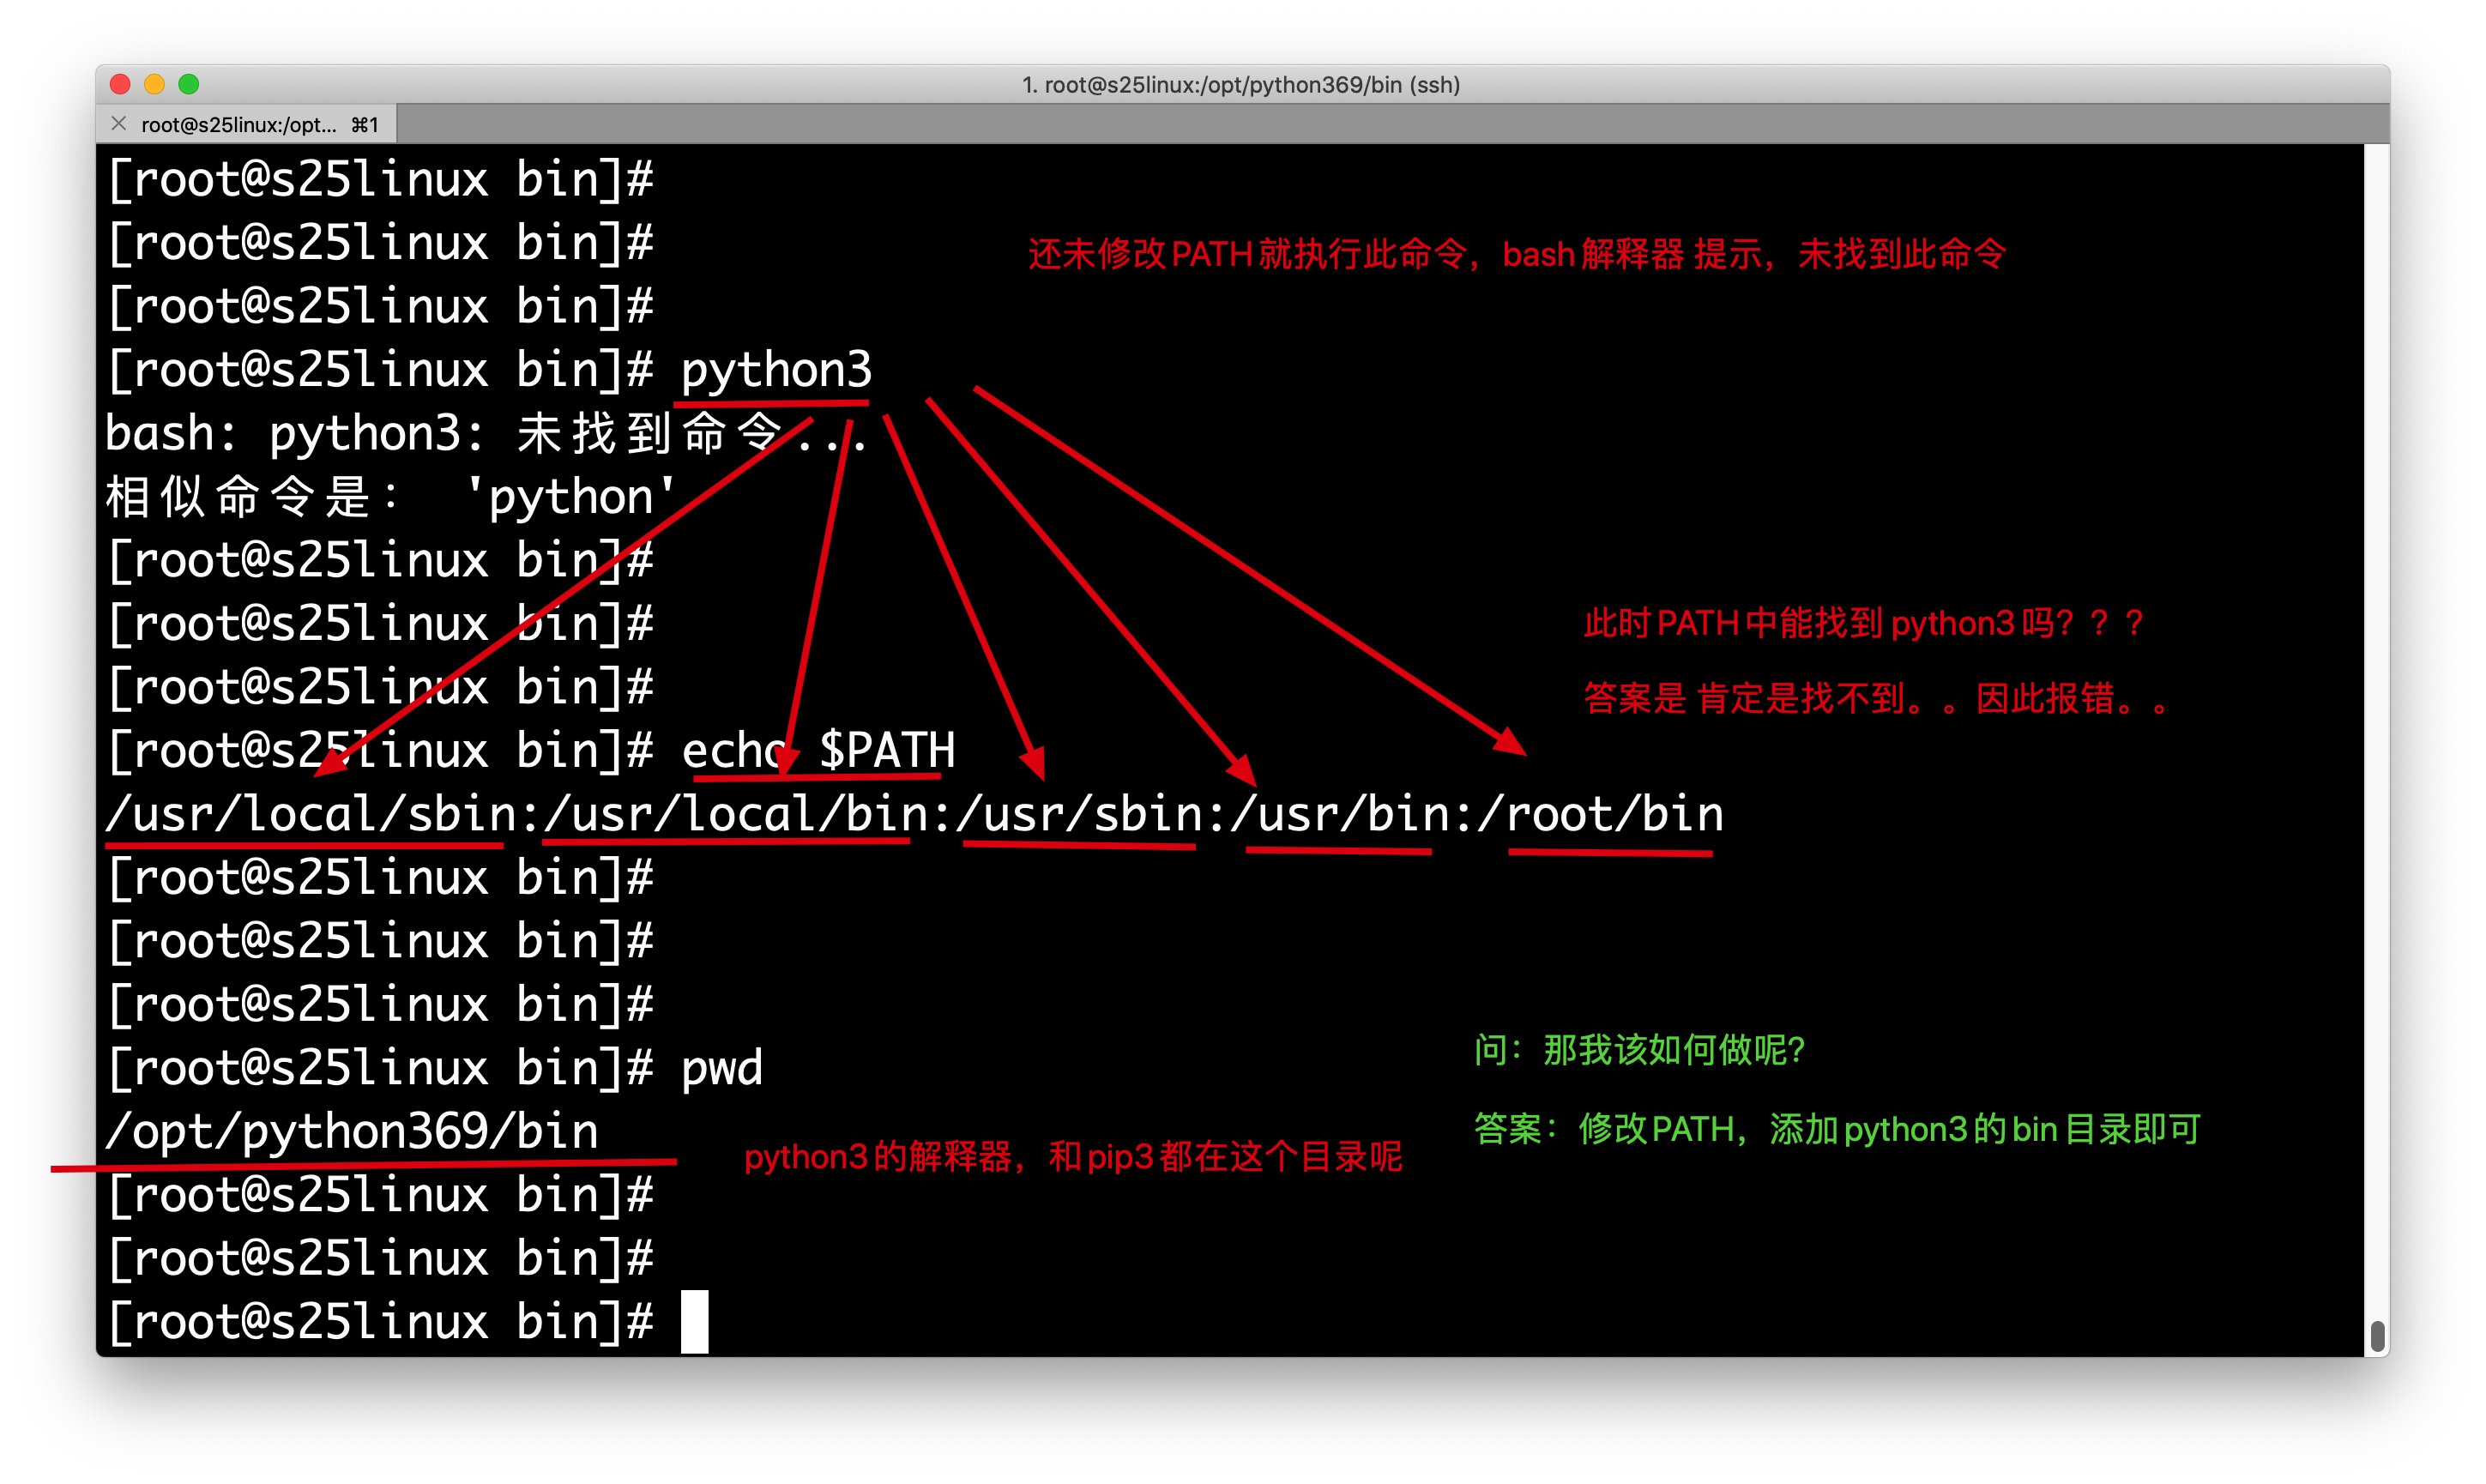 1. root@s25linux:/opt/python369/bin (ssh)
root@s25linux:/opt... ⌘1
[root@s25linux bin]#
[root@s25linux bin]#
还未修改PATH就执行此命令，bash解释器 提示，未找到此命令
[root@s25linux bin]#
[root@s25linux bin]# python3
bash: python3: 未找到命令...
相似命令是： 'python'
[root@s25linux bin]#
[root@s25linux bin]#
此时PATH中能找到python3吗？？？
[root@s25linux bin]#
答案是 肯定是找不到。。因此报错。。
[root@s25linux bin]# echo $PATH
/usr/local/sbin:/usr/local/bin:/usr/sbin:/usr/bin:/root/bin
[root@s25linux bin]#
[root@s25linux bin]#
[root@s25linux bin]#
问：那我该如何做呢？
[root@s25linux bin]# pwd
/opt/python369/bin
答案：修改PATH，添加python3的bin目录即可
python3的解释器，和pip3都在这个目录呢
[root@s25linux bin]#
[root@s25linux bin]#
[root@s25linux bin]#